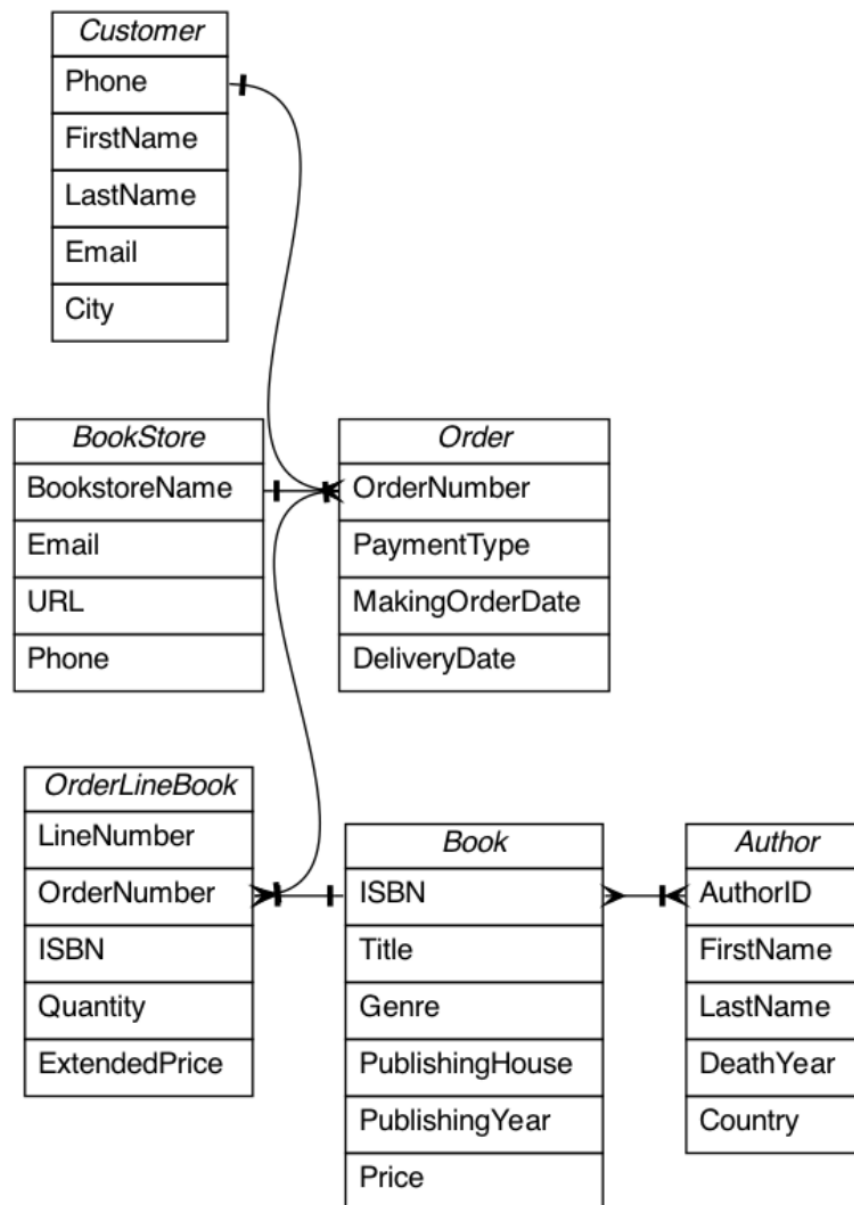 Customer
Phone
FirstName
LastName
Email
City
BookStore
BookstoreName
Email
URL
Phone
Order
OrderNumber
PaymentType
MakingOrderDate
DeliveryDate
OrderLineBook
LineNumber
OrderNumber
ISBN
Quantity
ExtendedPrice
Book
ISBN
Title
Genre
PublishingHouse
PublishingYear
Price
Author
AuthorID
FirstName
LastName
DeathYear
Country